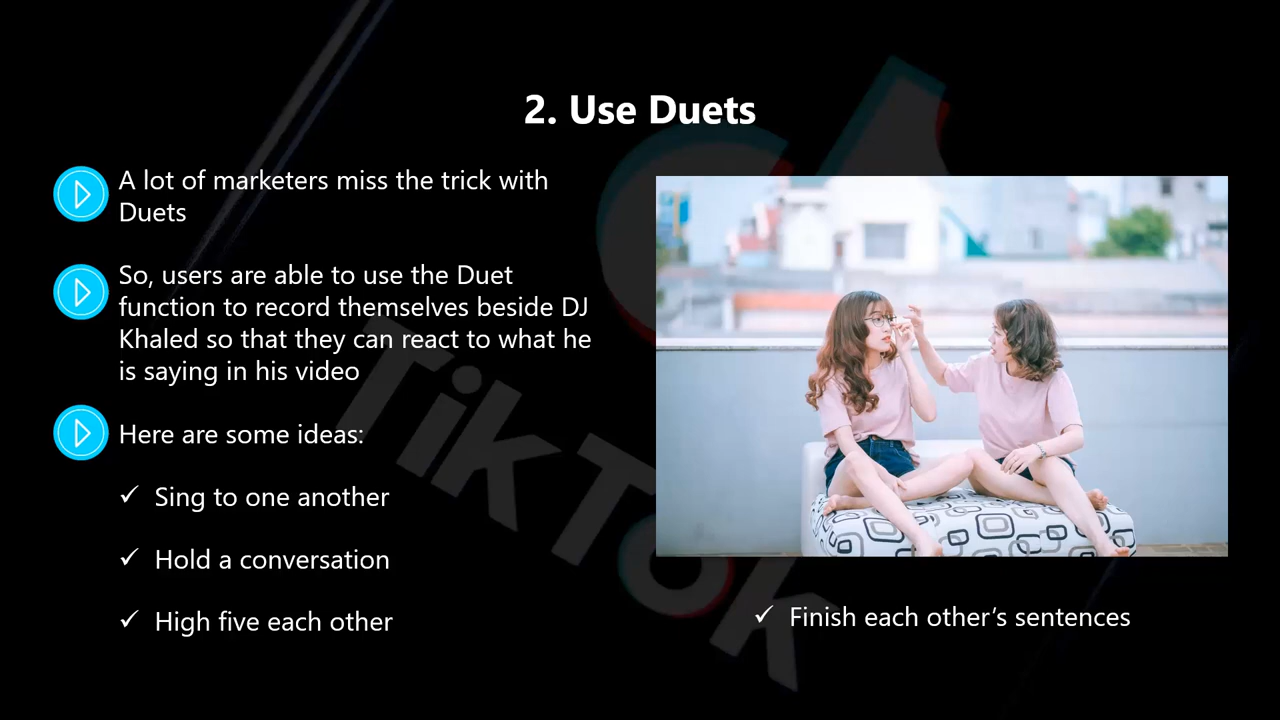 2. Use Duets
A lot of marketers miss the trick with
Duets
So, users are able to use the Duet
function to record themselves beside DJ
Khaled so that they can react to what he
is saying in his video
Here are some ideas:
✓ Sing to one another
✓ Hold a conversation
✓ High five each other
✓ Finish each other’s sentences
TikTok